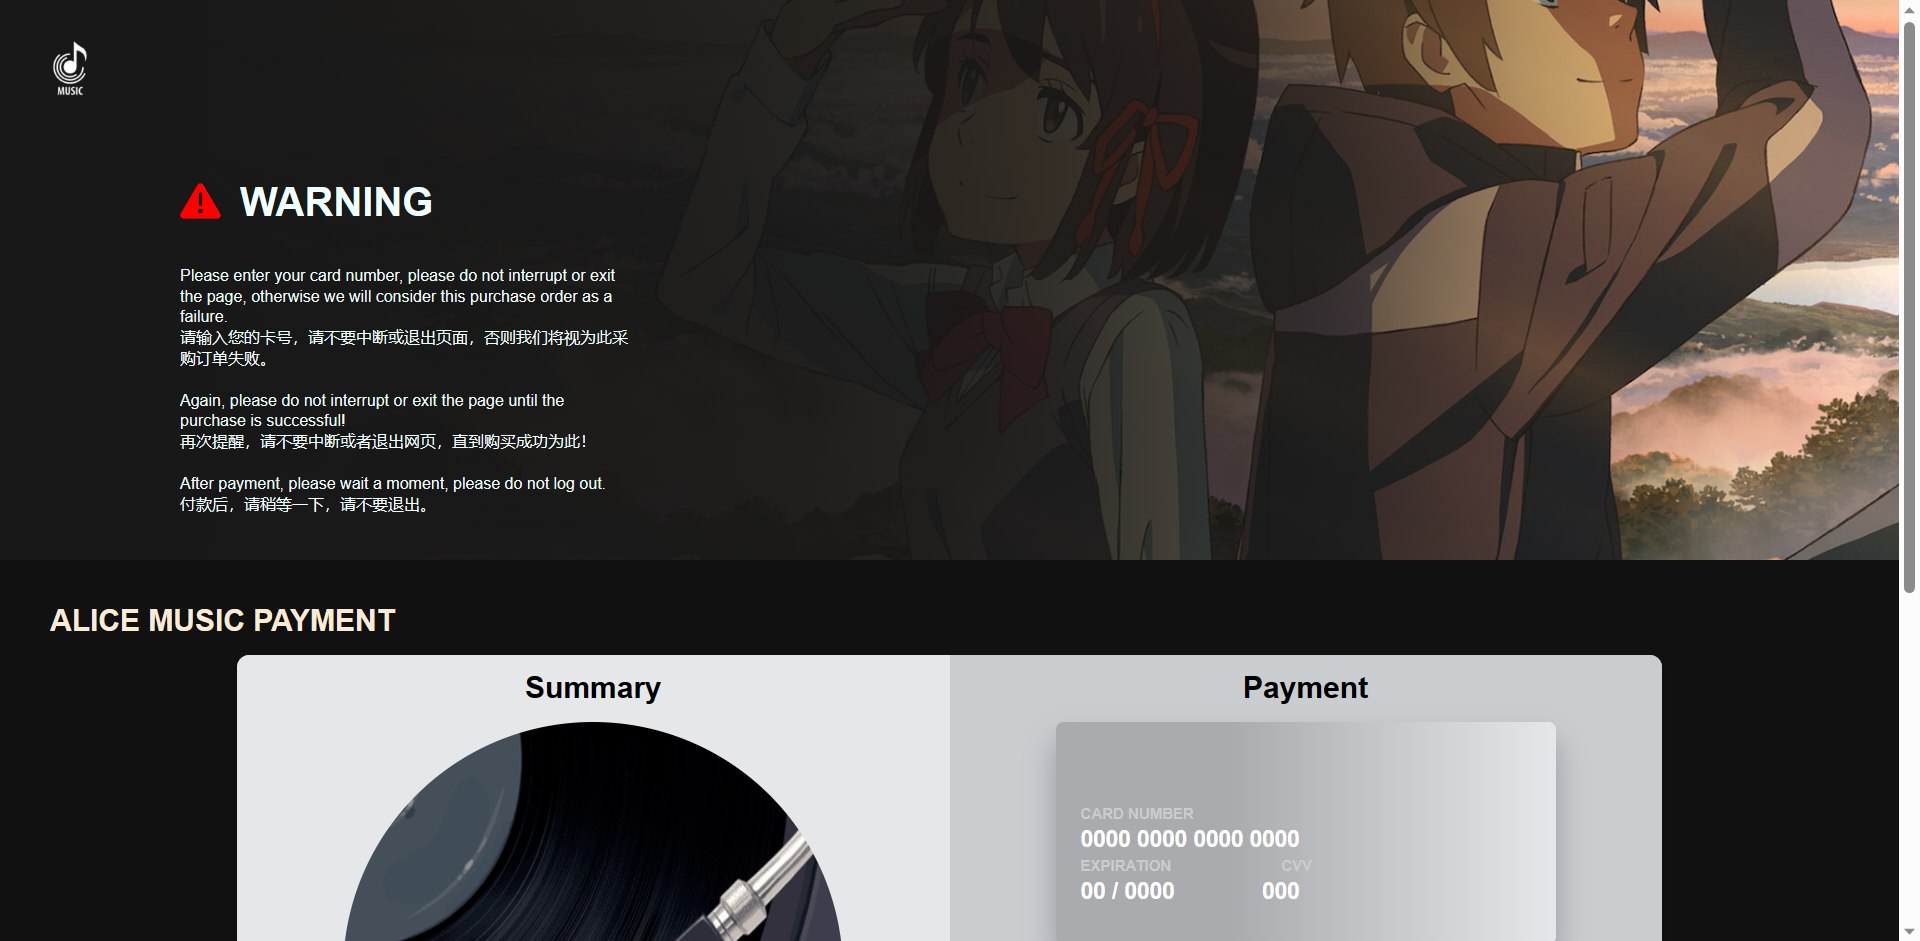 MUSIC
WARNING
Please enter your card number, please do not interrupt or exit
the page, otherwise we will consider this purchase order as a
failure.
请输入您的卡号，请不要中断或退出页面，否则我们将视为此采
购订单失败。
Again, please do not interrupt or exit the page until the
purchase is successful!
再次提醒，请不要中断或者退出网页，直到购买成功为此！
After payment, please wait a moment, please do not log out.
付款后，请稍等一下，请不要退出。
ALICE MUSIC PAYMENT
Summary
Payment
CARD NUMBER
0000 0000 0000 0000
EXPIRATION CVV
00 / 0000 000